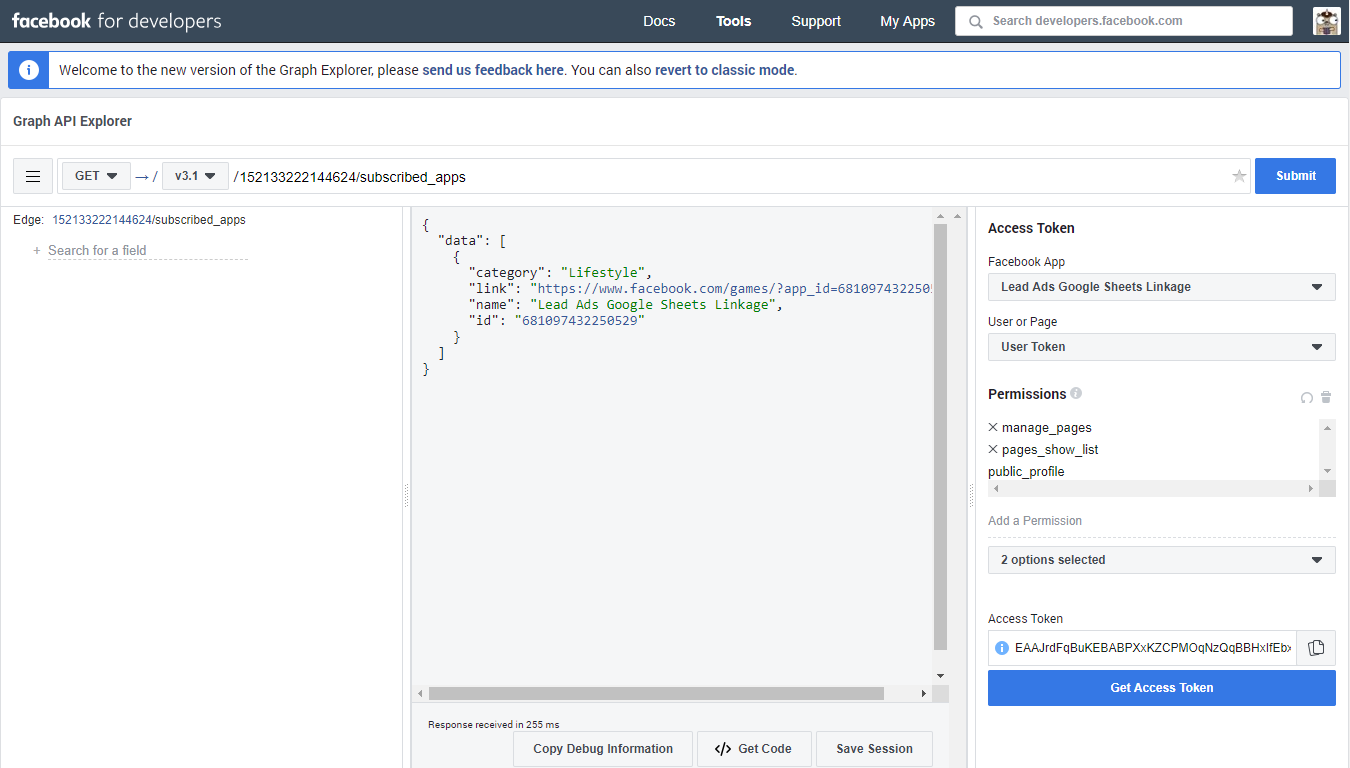 facebook for developers
Docs
Tools
Support
My Apps
Search developers.facebook.com
Welcome to the new version of the Graph Explorer, please send us feedback here. You can also revert to classic mode.
Graph API Explorer
GET
→ /
v3.1
/152133222144624/subscribed_apps
Submit
Edge: 152133222144624/subscribed_apps
+ Search for a field
{
"data": [
{
"category": "Lifestyle",
"link": "https://www.facebook.com/games/?app_id=6810974322505
"name": "Lead Ads Google Sheets Linkage",
"id": "681097432250529"
}
]
}
Response received in 255 ms
Copy Debug Information
</> Get Code
Save Session
Access Token
Facebook App
Lead Ads Google Sheets Linkage
User or Page
User Token
Permissions
manage_pages
pages_show_list
public_profile
Add a Permission
2 options selected
Access Token
EAAJrdFqBuKEBABPXxKZCPMOqNzQqBBHxIfEbx
Get Access Token